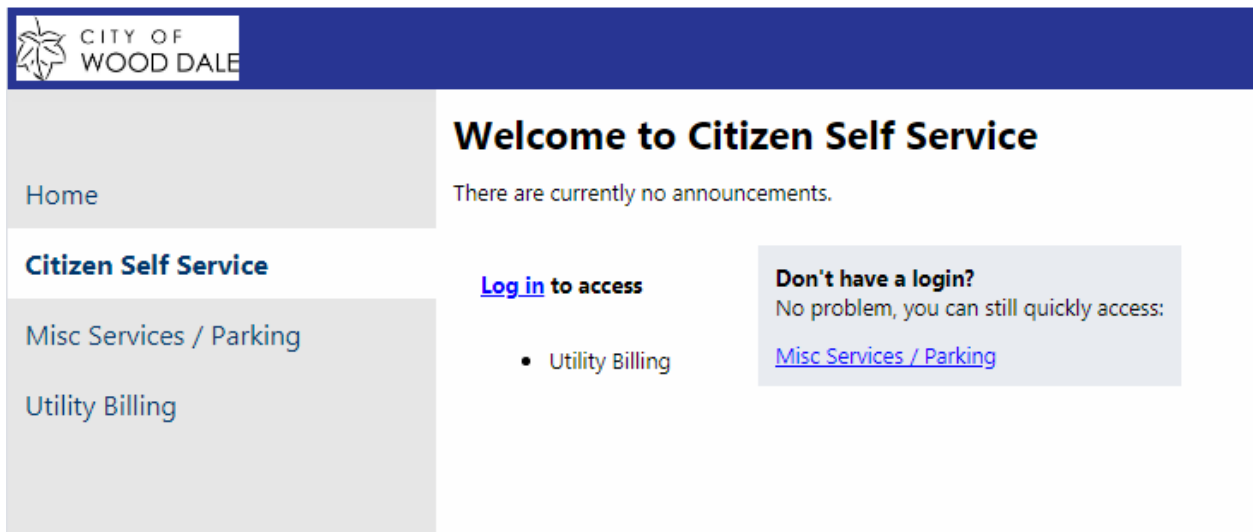 CITY OF
WOOD DALE
Home
Citizen Self Service
Misc Services / Parking
Utility Billing
Welcome to Citizen Self Service
There are currently no announcements.
Log in to access
• Utility Billing
Don't have a login?
No problem, you can still quickly access:
Misc Services / Parking